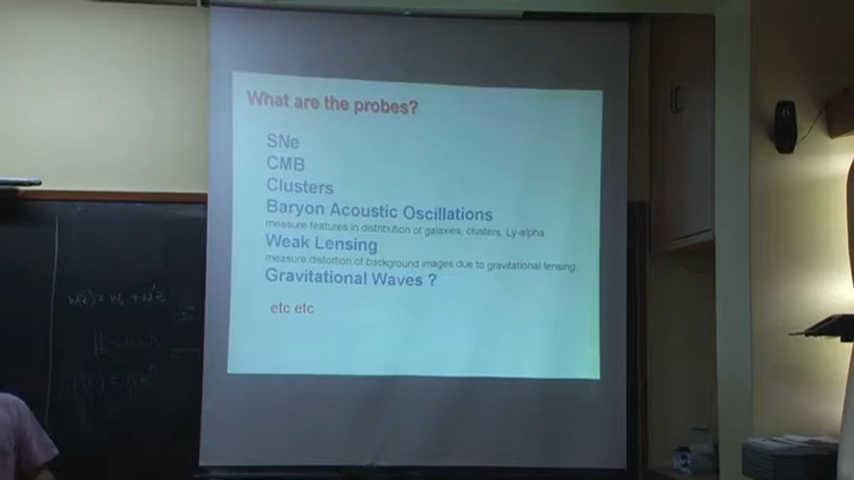 What are the probes?
SNe
CMB
Clusters
Baryon Acoustic Oscillations
measure features in distribution of galaxies, clusters, Ly-alpha.
Weak Lensing
measure distortion of background images due to gravitational lensing.
Gravitational Waves ?
etc etc